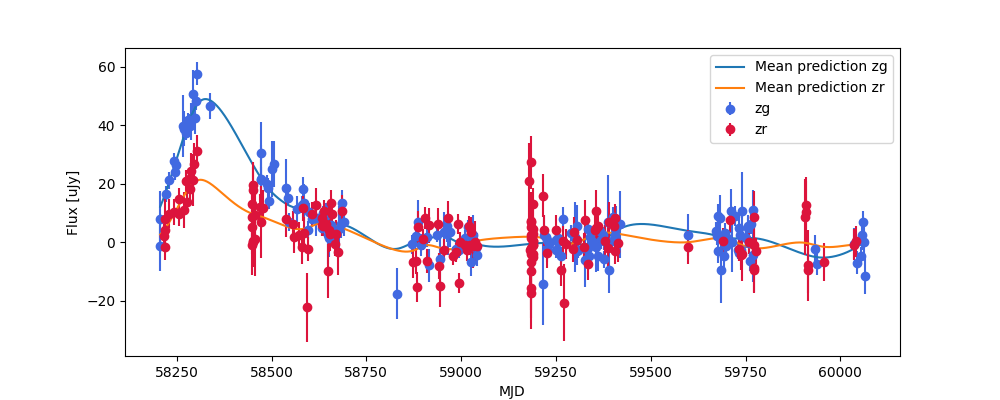 Mean prediction zg
Mean prediction zr
zg
zr
Flux [uJy]
60
40
20
0
−20
58250 58500 58750 59000 59250 59500 59750 60000
MJD